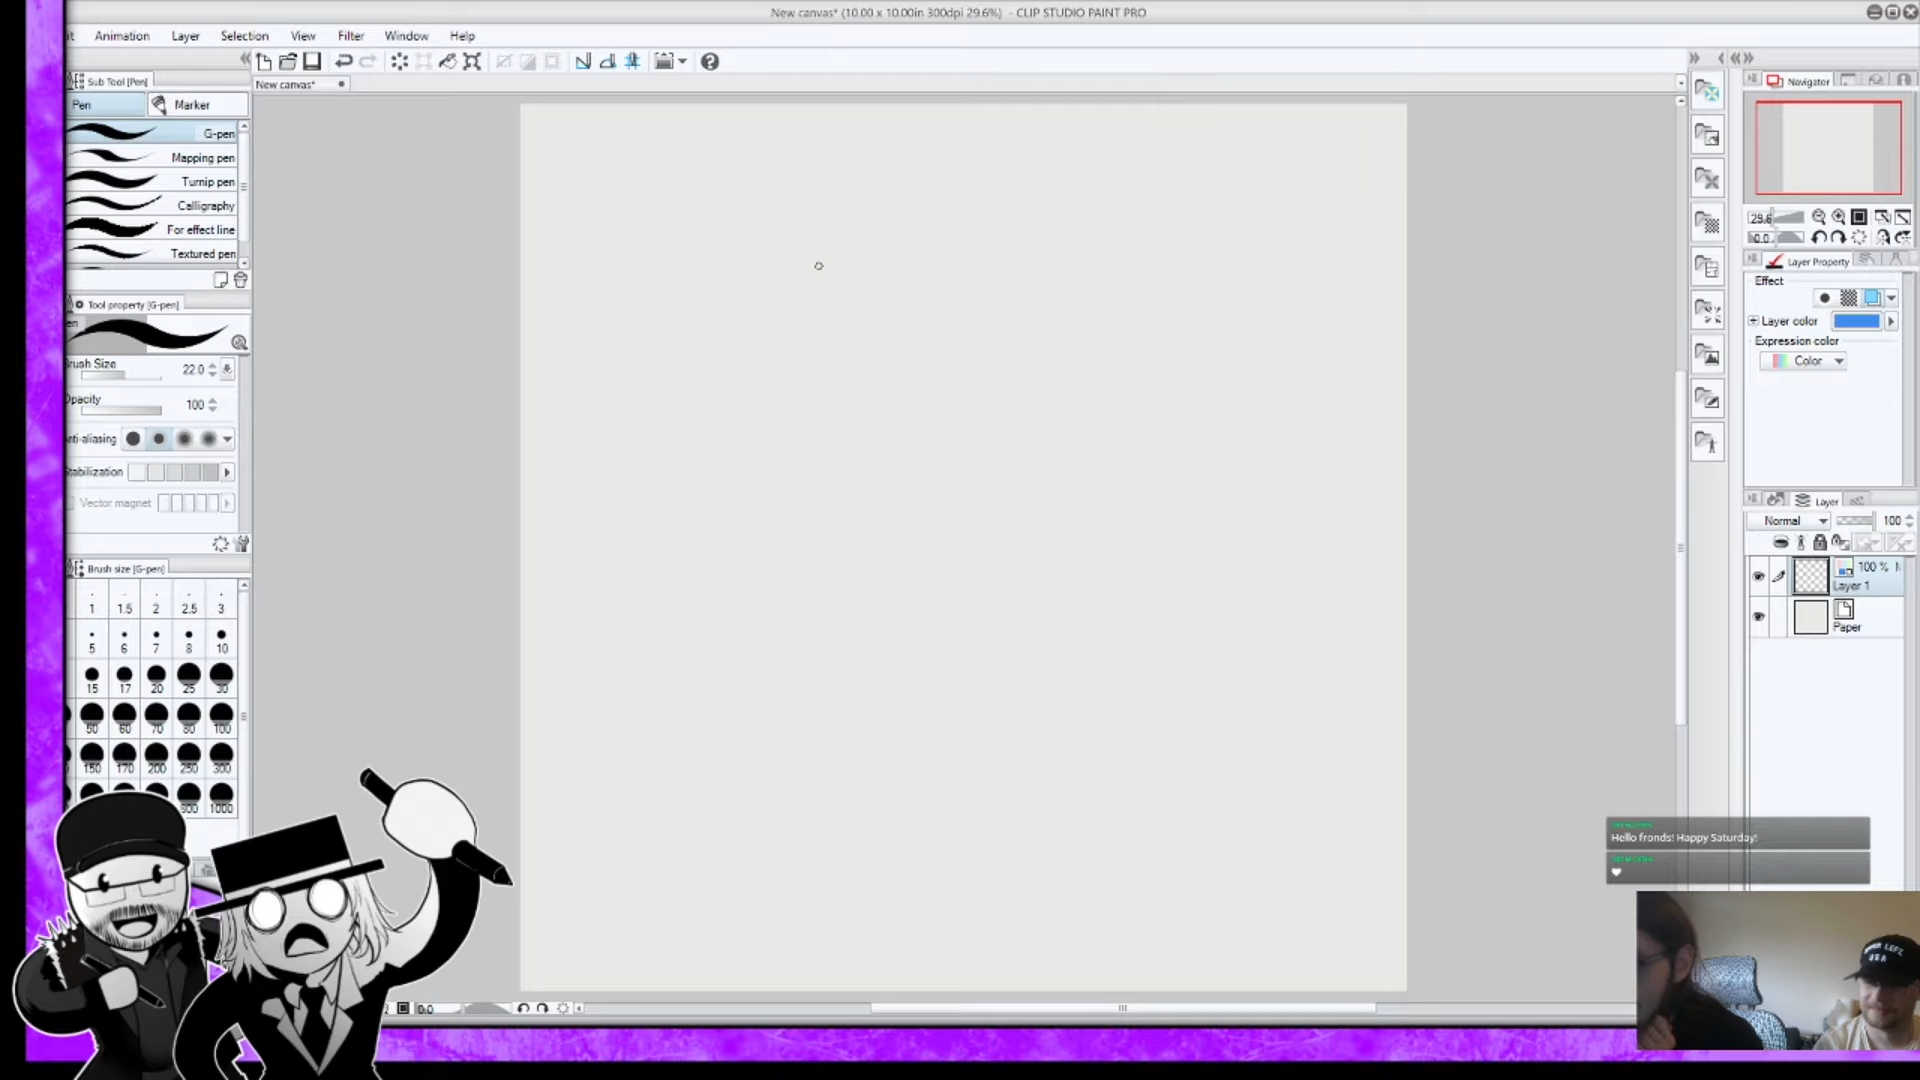 New canvas* (10.00 x 10.00in 300dpi 29.6%) - CLIP STUDIO PAINT PRO
Animation Layer Selection View Filter Window Help
Sub Tool [Pen]
New canvas*
Navigator
Pen Marker
G-pen
Mapping pen
Turnip pen
Calligraphy
For effect line
Textured pen
29.6
0.0
Layer Property
Effect
Layer color
Expression color
Color
Tool property [G-pen]
Brush Size 22.0
Opacity 100
Anti-aliasing
Stabilization
Vector magnet
Brush size [G-pen]
1 1.5 2 2.5 3
5 6 7 8 10
15 17 20 25 30
50 60 70 80 100
150 170 200 250 300
1000
Layer
Normal 100
100 %
Layer 1
Paper
Hello fronds! Happy Saturday!
0.0
LEFT
USA